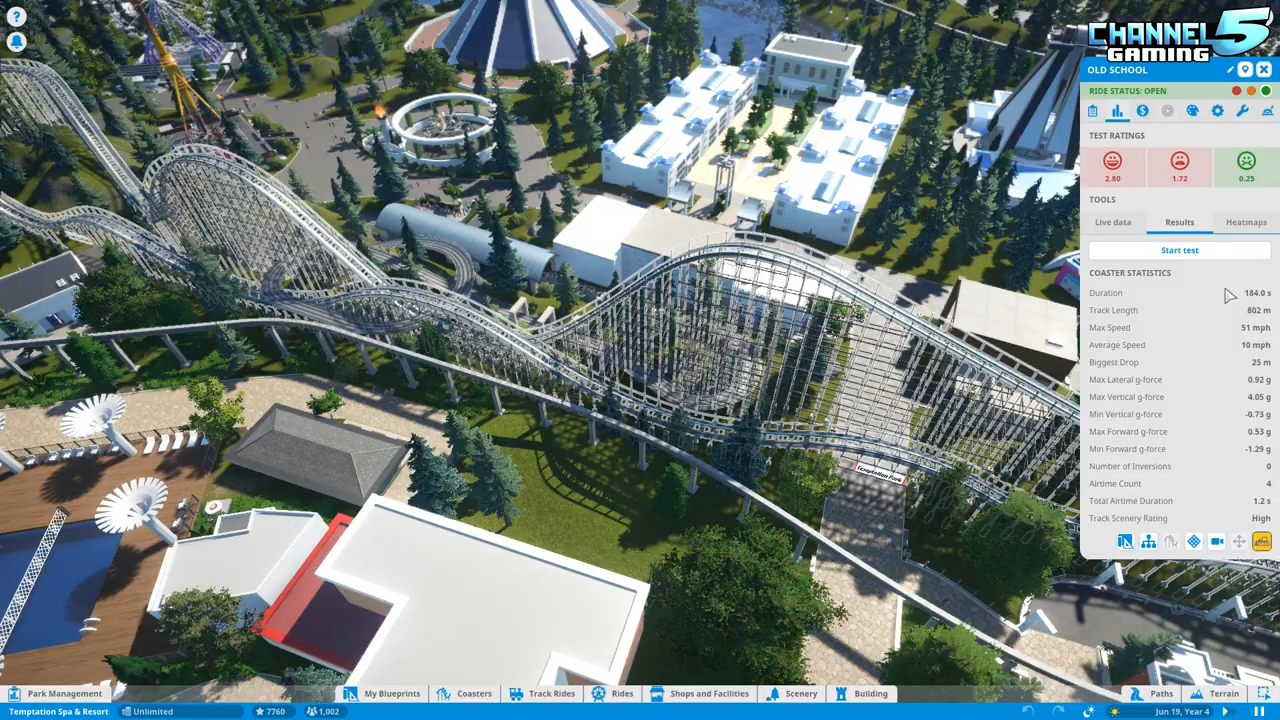 CHANNEL 5
GAMING
OLD SCHOOL
RIDE STATUS: OPEN
TEST RATINGS
2.80 1.72 0.25
TOOLS
Live data Results Heatmaps
Start test
COASTER STATISTICS
Duration 184.0 s
Track Length 802 m
Max Speed 51 mph
Average Speed 10 mph
Biggest Drop 25 m
Max Lateral g-force 0.92 g
Max Vertical g-force 4.05 g
Min Vertical g-force -0.73 g
Max Forward g-force 0.53 g
Min Forward g-force -1.29 g
Number of Inversions 0
Airtime Count 4
Total Airtime Duration 1.2 s
Track Scenery Rating High
Temptation Park
Park Management My Blueprints Coasters Track Rides Rides Shops and Facilities Scenery Building Paths Terrain
Temptation Spa & Resort Unlimited 7760 1,002 Jun 19, Year 4